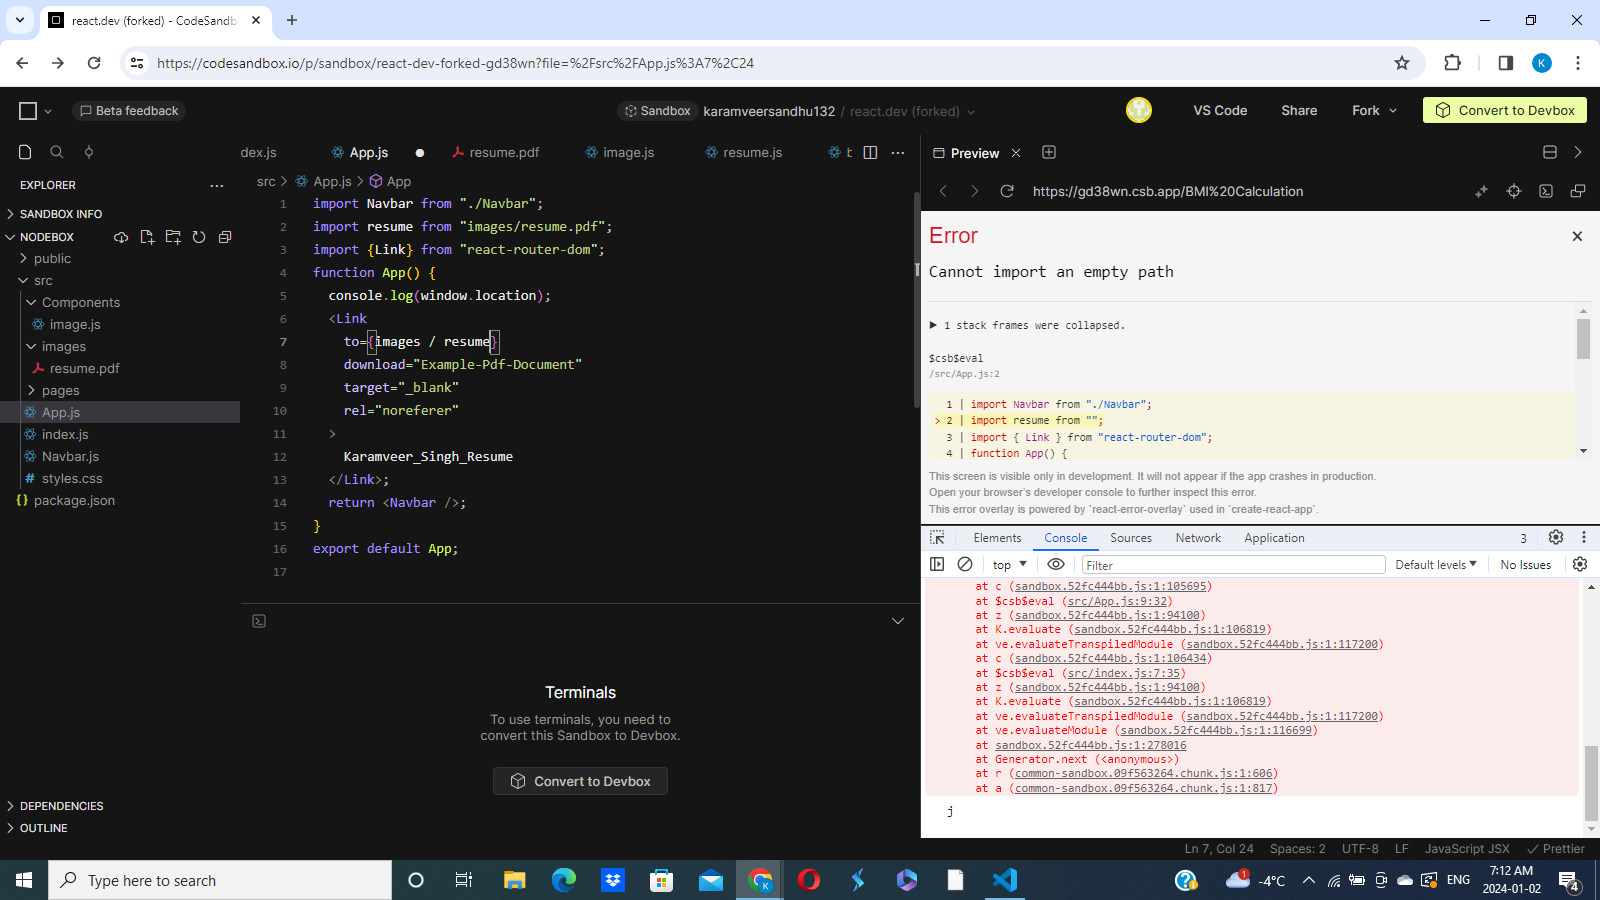 react.dev (forked) - CodeSandb
https://codesandbox.io/p/sandbox/react-dev-forked-gd38wn?file=%2Fsrc%2FApp.js%3A7%2C24
K
Beta feedback
Sandbox karamveersandhu132 / react.dev (forked)
VS Code
Share
Fork
Convert to Devbox
EXPLORER
SANDBOX INFO
NODEBOX
public
src
Components
image.js
images
resume.pdf
pages
App.js
index.js
Navbar.js
styles.css
package.json
DEPENDENCIES
OUTLINE
dex.js
App.js
resume.pdf
image.js
resume.js
b
src > App.js > App
1 import Navbar from "./Navbar";
2 import resume from "images/resume.pdf";
3 import {Link} from "react-router-dom";
4 function App() {
5 console.log(window.location);
6 <Link
7 to={images / resume}
8 download="Example-Pdf-Document"
9 target="_blank"
10 rel="noreferer"
11 >
12 Karamveer_Singh_Resume
13 </Link>;
14 return <Navbar />;
15 }
16 export default App;
17
Terminals
To use terminals, you need to
convert this Sandbox to Devbox.
Convert to Devbox
Preview
https://gd38wn.csb.app/BMI%20Calculation
Error
Cannot import an empty path
▶ 1 stack frames were collapsed.
$csb$eval
/src/App.js:2
1 | import Navbar from "./Navbar";
> 2 | import resume from "";
3 | import { Link } from "react-router-dom";
4 | function App() {
This screen is visible only in development. It will not appear if the app crashes in production.
Open your browser's developer console to further inspect this error.
This error overlay is powered by `react-error-overlay` used in `create-react-app`.
Elements
Console
Sources
Network
Application
3
top
Filter
Default levels
No Issues
at c (sandbox.52fc444bb.js:1:105695)
at $csb$eval (src/App.js:9:32)
at z (sandbox.52fc444bb.js:1:94100)
at K.evaluate (sandbox.52fc444bb.js:1:106819)
at ve.evaluateTranspiledModule (sandbox.52fc444bb.js:1:117200)
at c (sandbox.52fc444bb.js:1:106434)
at $csb$eval (src/index.js:7:35)
at z (sandbox.52fc444bb.js:1:94100)
at K.evaluate (sandbox.52fc444bb.js:1:106819)
at ve.evaluateTranspiledModule (sandbox.52fc444bb.js:1:117200)
at ve.evaluateModule (sandbox.52fc444bb.js:1:116699)
at sandbox.52fc444bb.js:1:278016
at Generator.next (<anonymous>)
at r (common-sandbox.09f563264.chunk.js:1:606)
at a (common-sandbox.09f563264.chunk.js:1:817)
j
Ln 7, Col 24
Spaces: 2
UTF-8
LF
JavaScript JSX
Prettier
Type here to search
K
1
-4°C
ENG
7:12 AM
2024-01-02
4